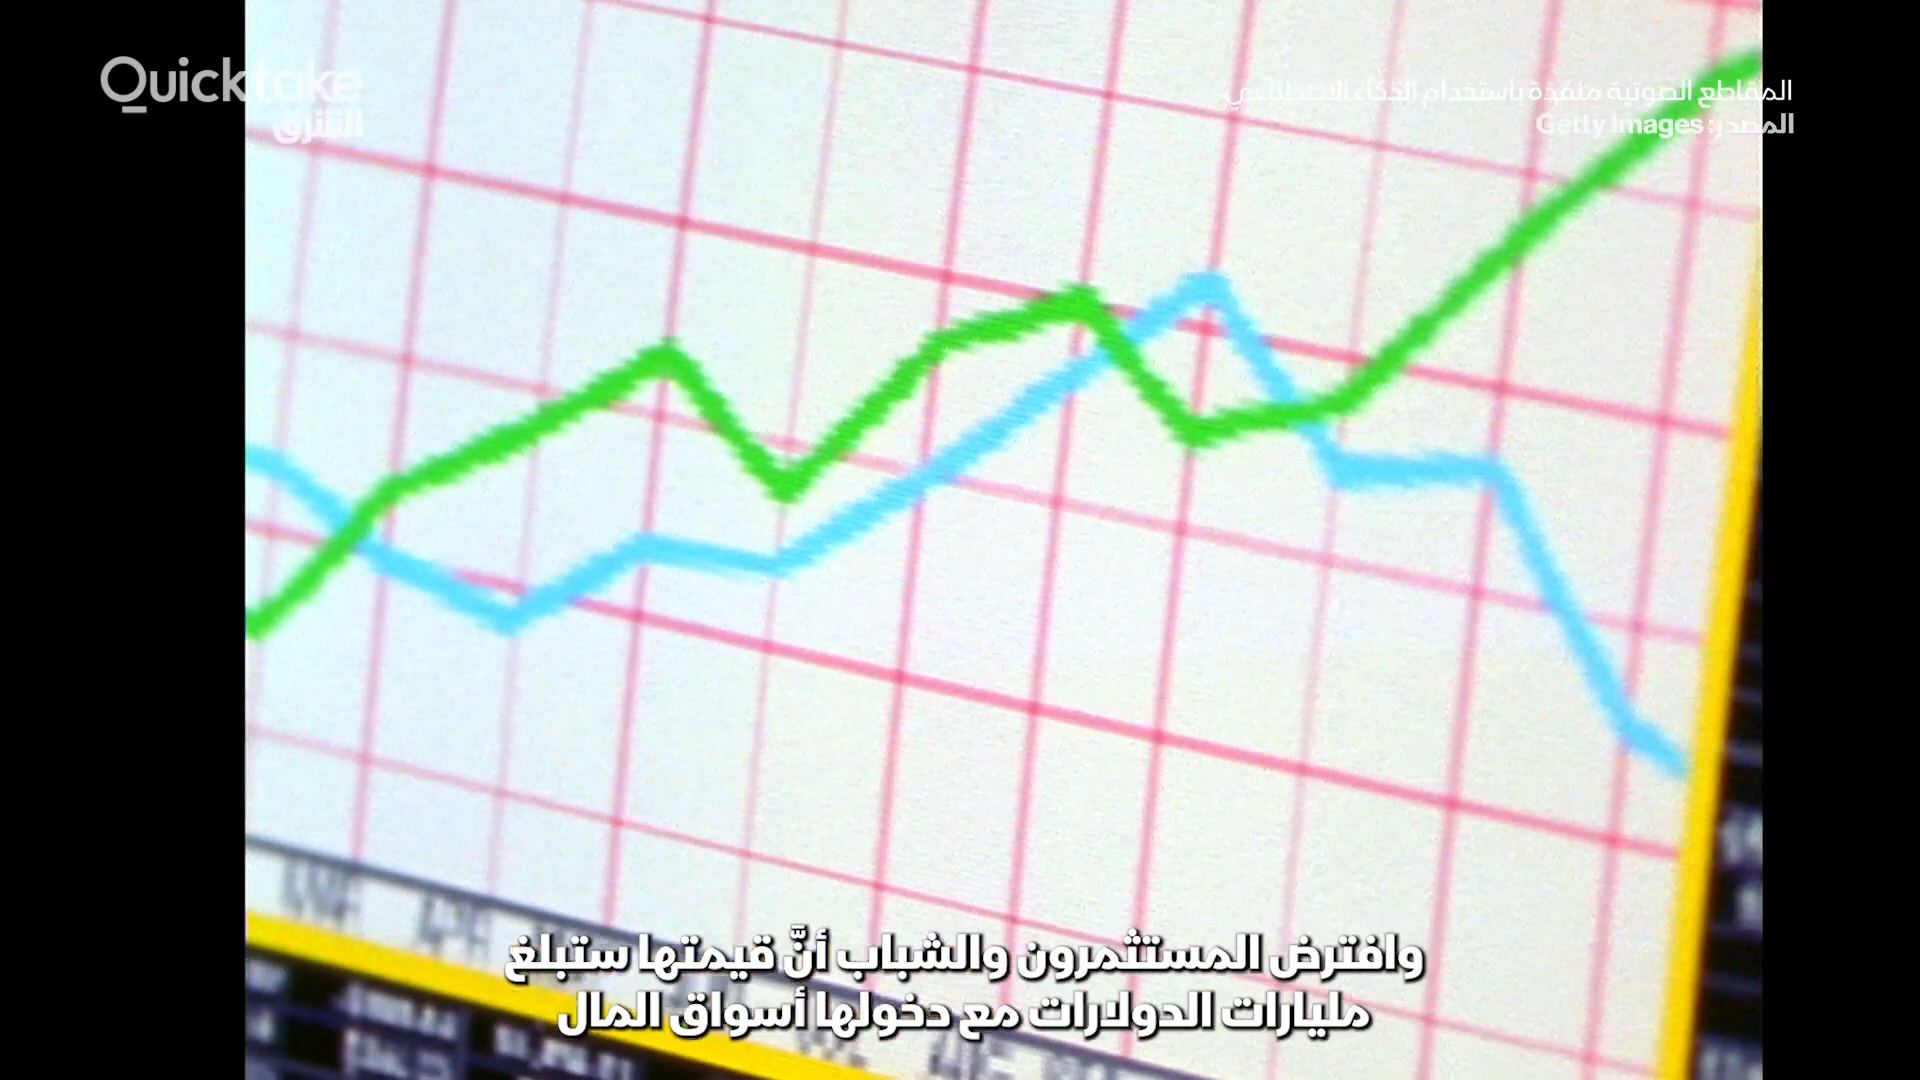 Quicktake
الشرق
المقاطع الصوتية منفذة باستخدام الذكاء الاصطناعي
المصدر: Getty Images
وافترض المستثمرون والشباب أنَّ قيمتها ستبلغ
مليارات الدولارات مع دخولها أسواق المال